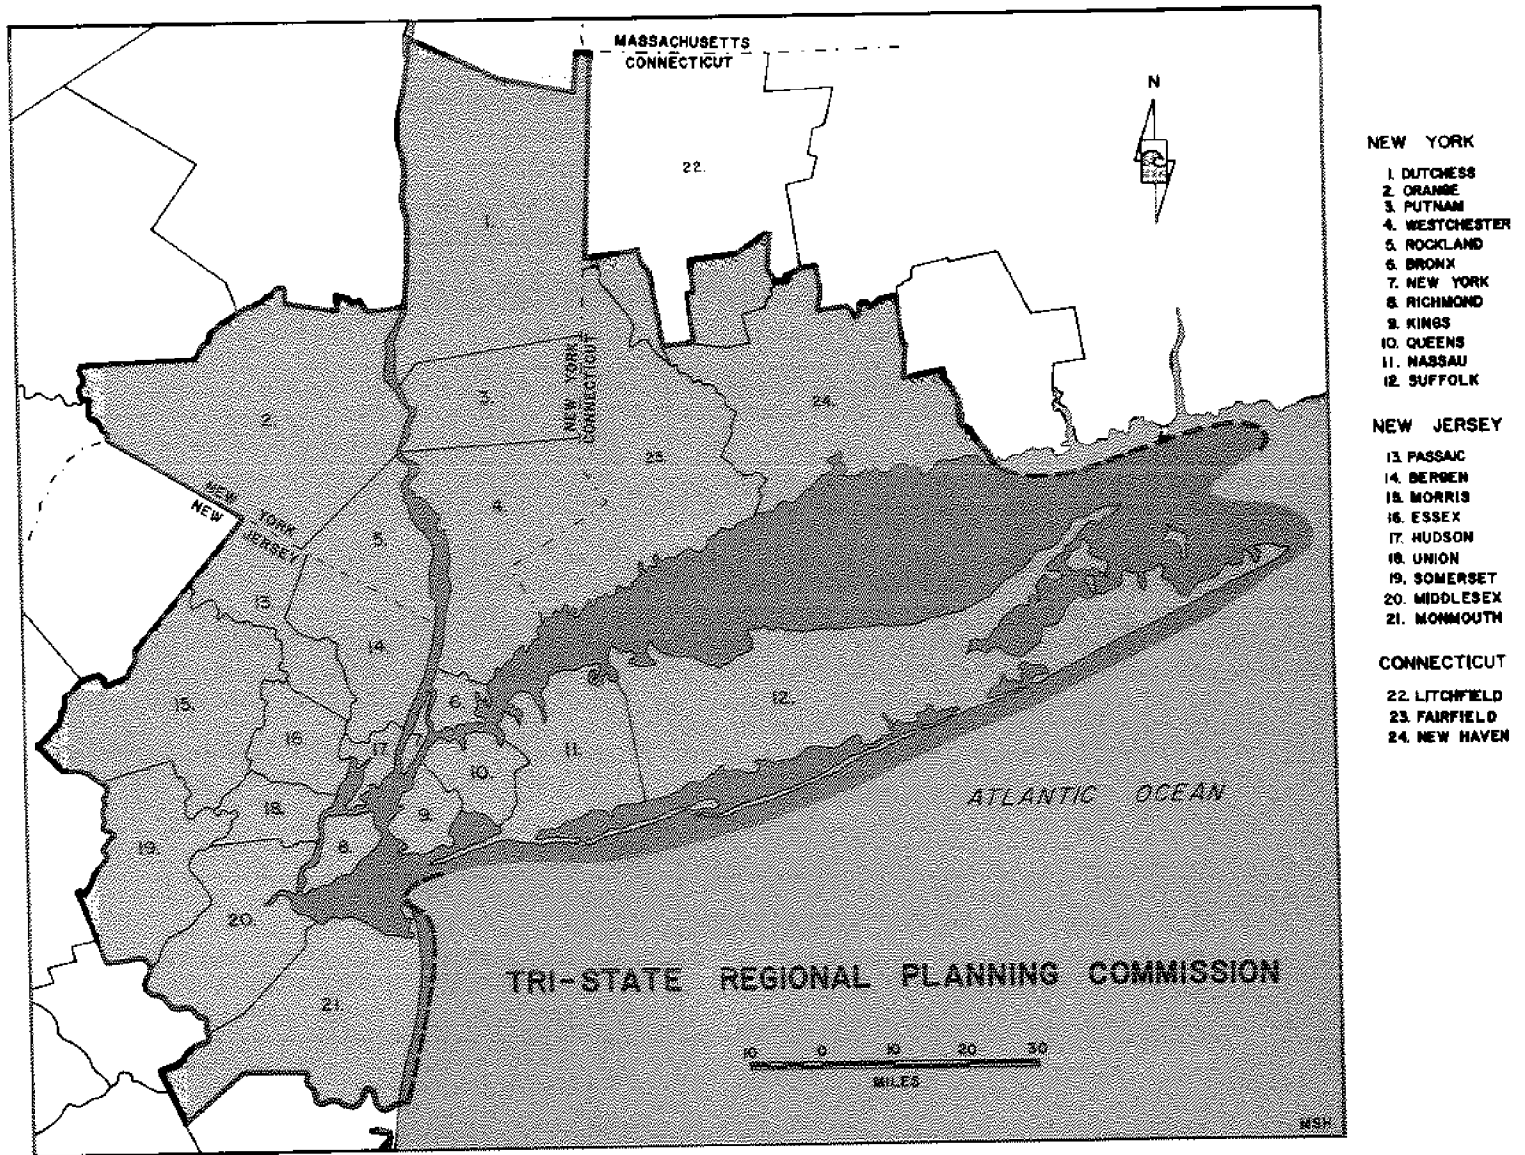 MASSACHUSETTS
CONNECTICUT
N
22.
1.
NEW YORK
CONNECTICUT
2.
3.
24.
23.
4.
NEW YORK
NEW JERSEY
5.
13.
14.
15.
6.
12.
16.
17.
11.
10.
18.
9.
19.
8.
20.
21.
ATLANTIC OCEAN
TRI-STATE REGIONAL PLANNING COMMISSION
10 0 10 20 30
MILES
MSH
NEW YORK
1. DUTCHESS
2. ORANGE
3. PUTNAM
4. WESTCHESTER
5. ROCKLAND
6. BRONX
7. NEW YORK
8. RICHMOND
9. KINGS
10. QUEENS
11. NASSAU
12. SUFFOLK
NEW JERSEY
13. PASSAIC
14. BERGEN
15. MORRIS
16. ESSEX
17. HUDSON
18. UNION
19. SOMERSET
20. MIDDLESEX
21. MONMOUTH
CONNECTICUT
22. LITCHFIELD
23. FAIRFIELD
24. NEW HAVEN